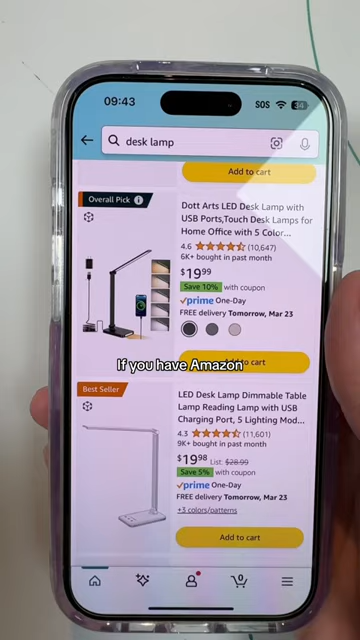 09:43
SOS
34
desk lamp
Add to cart
Overall Pick
Dott Arts LED Desk Lamp with
USB Ports,Touch Desk Lamps for
Home Office with 5 Color...
4.6 (10,647)
6K+ bought in past month
$19.99
Save 10% with coupon
prime One-Day
FREE delivery Tomorrow, Mar 23
Add to cart
If you have Amazon
Best Seller
LED Desk Lamp Dimmable Table
Lamp Reading Lamp with USB
Charging Port, 5 Lighting Mod...
4.3 (11,601)
9K+ bought in past month
$19.98 List: $28.99
Save 5% with coupon
prime One-Day
FREE delivery Tomorrow, Mar 23
+3 colors/patterns
Add to cart
0